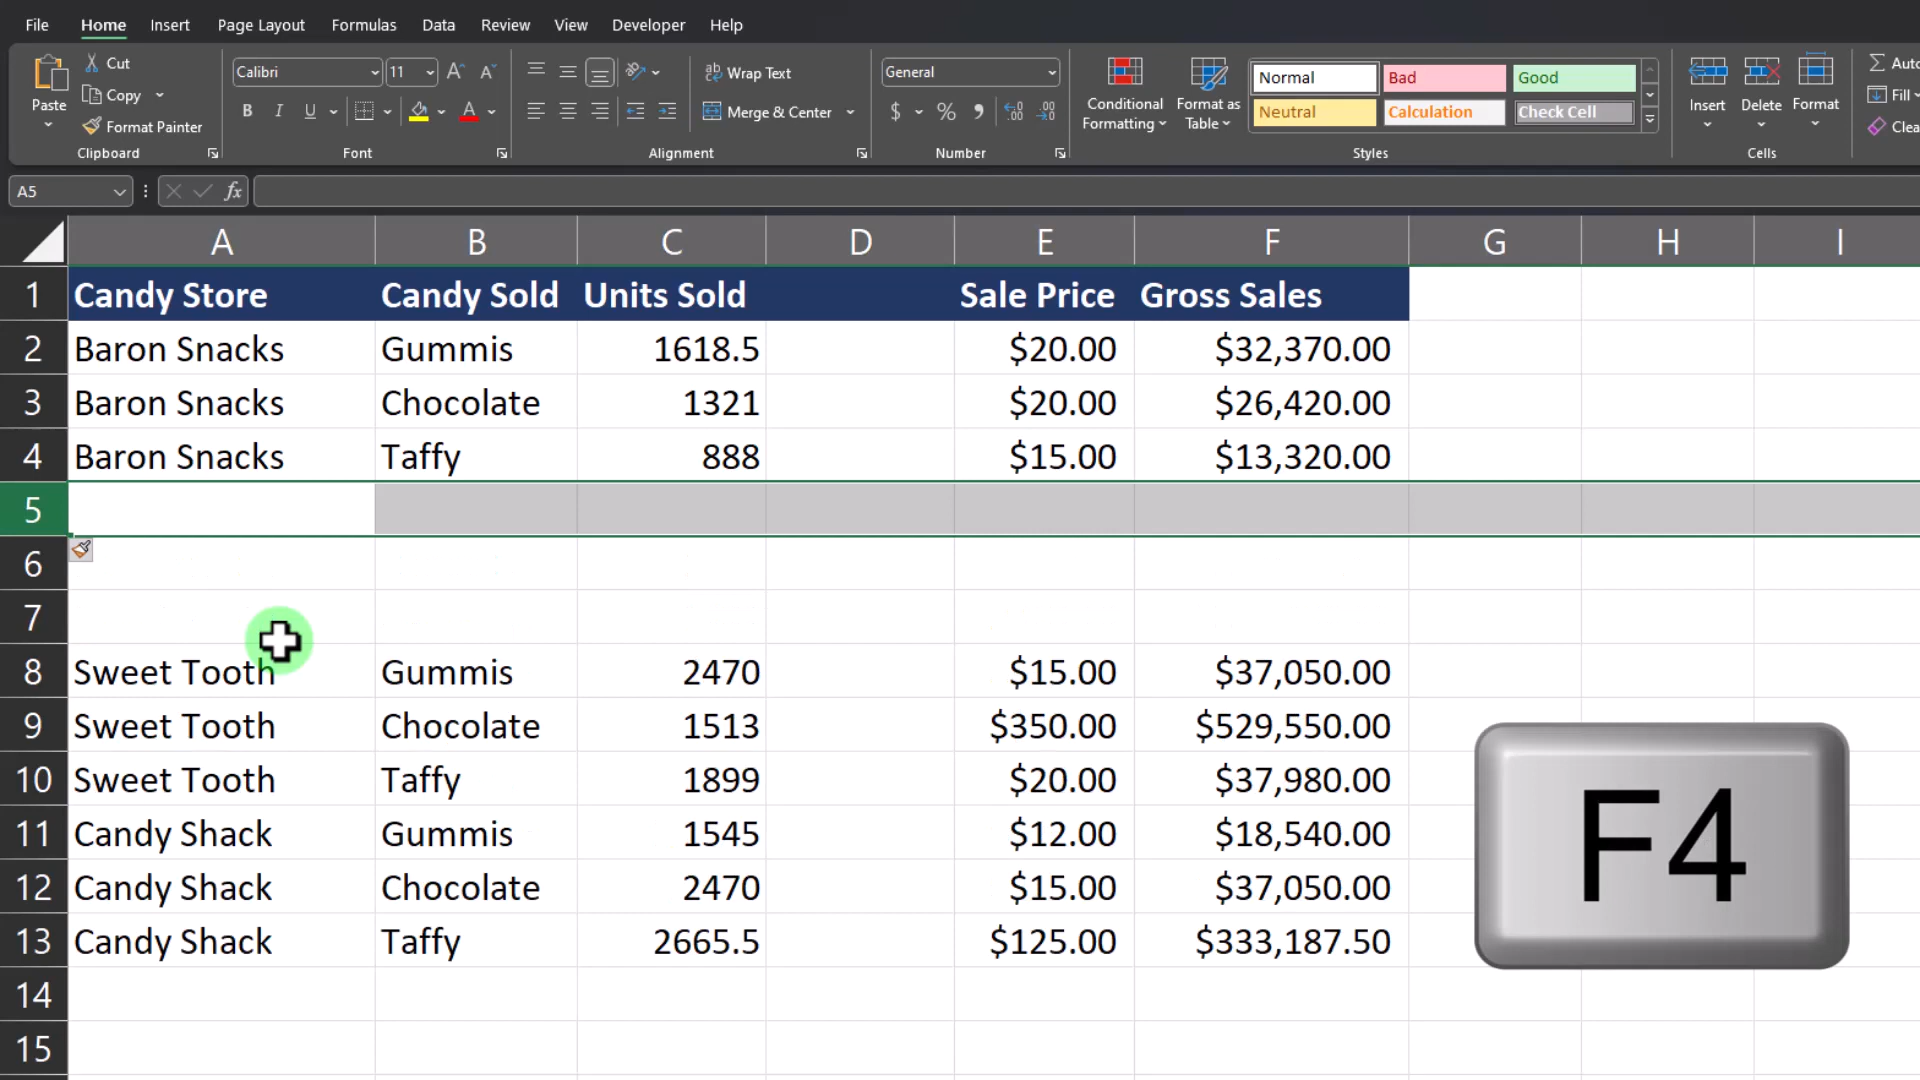 File Home Insert Page Layout Formulas Data Review View Developer Help
Paste
Cut
Copy
Format Painter
Clipboard
Calibri 11
B I U
Font
Wrap Text
Merge & Center
Alignment
General
$ % 9
Number
Conditional Formatting
Format as Table
Normal Bad Good
Neutral Calculation Check Cell
Styles
Insert Delete Format
Cells
Auto
Fill
Clea
A5 fx
A B C D E F G H I
1 Candy Store Candy Sold Units Sold Sale Price Gross Sales
2 Baron Snacks Gummis 1618.5 $20.00 $32,370.00
3 Baron Snacks Chocolate 1321 $20.00 $26,420.00
4 Baron Snacks Taffy 888 $15.00 $13,320.00
5
6
7
8 Sweet Tooth Gummis 2470 $15.00 $37,050.00
9 Sweet Tooth Chocolate 1513 $350.00 $529,550.00
10 Sweet Tooth Taffy 1899 $20.00 $37,980.00
11 Candy Shack Gummis 1545 $12.00 $18,540.00
12 Candy Shack Chocolate 2470 $15.00 $37,050.00
13 Candy Shack Taffy 2665.5 $125.00 $333,187.50
14
15
F4